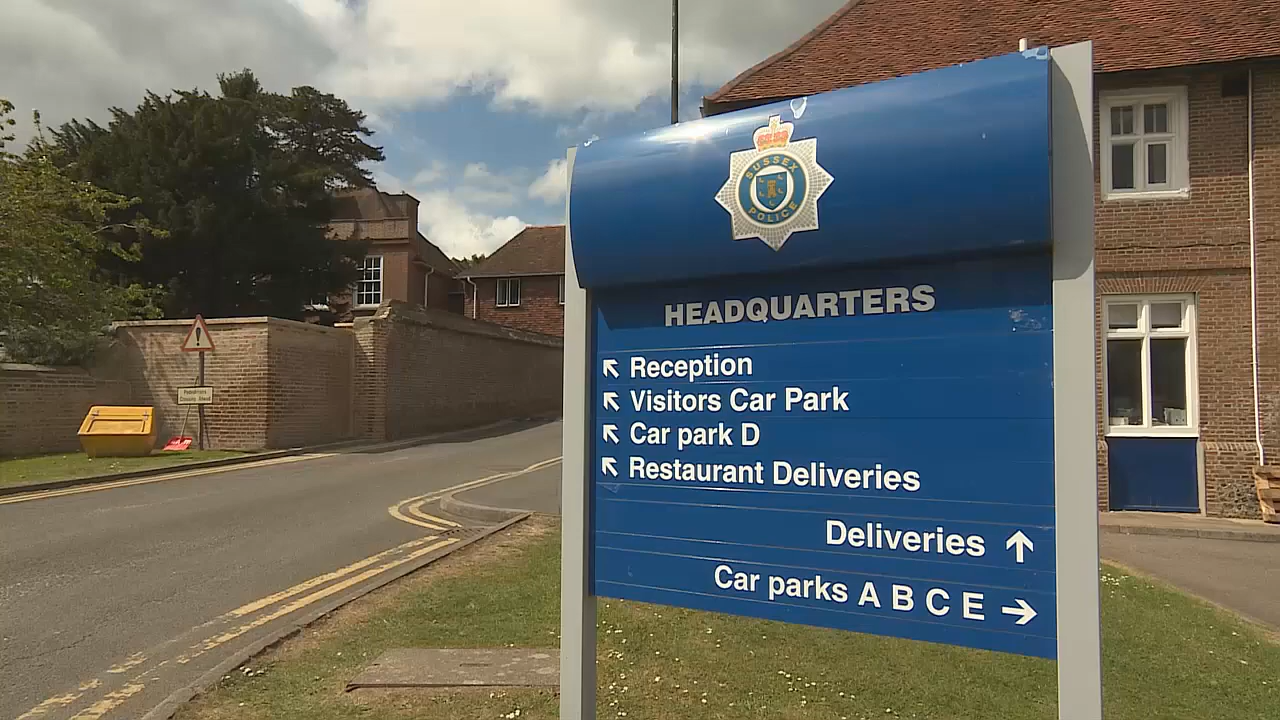 SUSSEX
POLICE
HEADQUARTERS
Reception
Visitors Car Park
Car park D
Restaurant Deliveries
Deliveries
Car parks A B C E